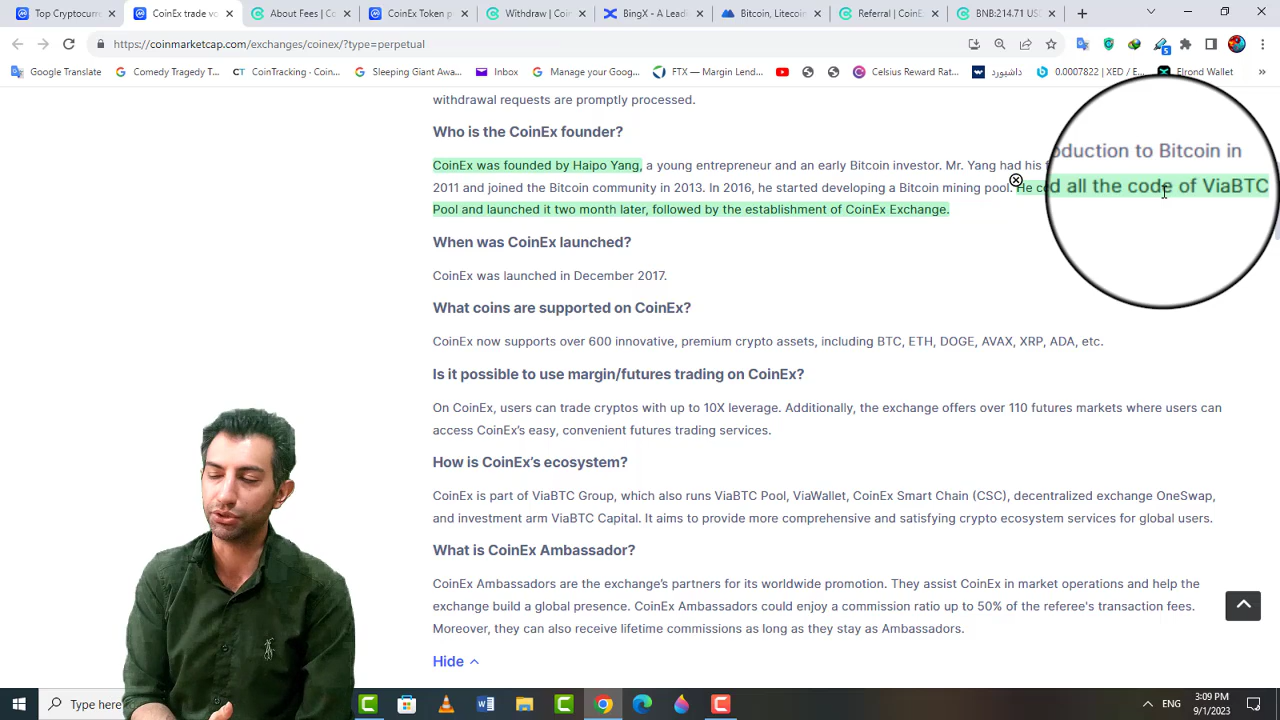 Top Cryptocurr
CoinEx trade vo
About Fees | Co
CoinEx Token p
Withdraw | Coi
BingX - A Lead
Bitcoin, Litecoin
Referral | CoinEx
BNB:214.71 US
https://coinmarketcap.com/exchanges/coinex/?type=perpetual
5
Google Translate
Comedy Tragedy T...
CT CoinTracking - Coin...
Sleeping Giant Awa...
Inbox
Manage your Goog...
FTX — Margin Lend...
Celsius Reward Rat...
داشبورد
0.0007822 | XED / E...
Elrond Wallet
withdrawal requests are promptly processed.
Who is the CoinEx founder?
CoinEx was founded by Haipo Yang, a young entrepreneur and an early Bitcoin investor. Mr. Yang had his oduction to Bitcoin in
2011 and joined the Bitcoin community in 2013. In 2016, he started developing a Bitcoin mining pool. He d all the code of ViaBTC
Pool and launched it two month later, followed by the establishment of CoinEx Exchange.
When was CoinEx launched?
CoinEx was launched in December 2017.
What coins are supported on CoinEx?
CoinEx now supports over 600 innovative, premium crypto assets, including BTC, ETH, DOGE, AVAX, XRP, ADA, etc.
Is it possible to use margin/futures trading on CoinEx?
On CoinEx, users can trade cryptos with up to 10X leverage. Additionally, the exchange offers over 110 futures markets where users can
access CoinEx's easy, convenient futures trading services.
How is CoinEx's ecosystem?
CoinEx is part of ViaBTC Group, which also runs ViaBTC Pool, ViaWallet, CoinEx Smart Chain (CSC), decentralized exchange OneSwap,
and investment arm ViaBTC Capital. It aims to provide more comprehensive and satisfying crypto ecosystem services for global users.
What is CoinEx Ambassador?
CoinEx Ambassadors are the exchange's partners for its worldwide promotion. They assist CoinEx in market operations and help the
exchange build a global presence. CoinEx Ambassadors could enjoy a commission ratio up to 50% of the referee's transaction fees.
Moreover, they can also receive lifetime commissions as long as they stay as Ambassadors.
Hide
Type here
ENG
3:09 PM
9/1/2023